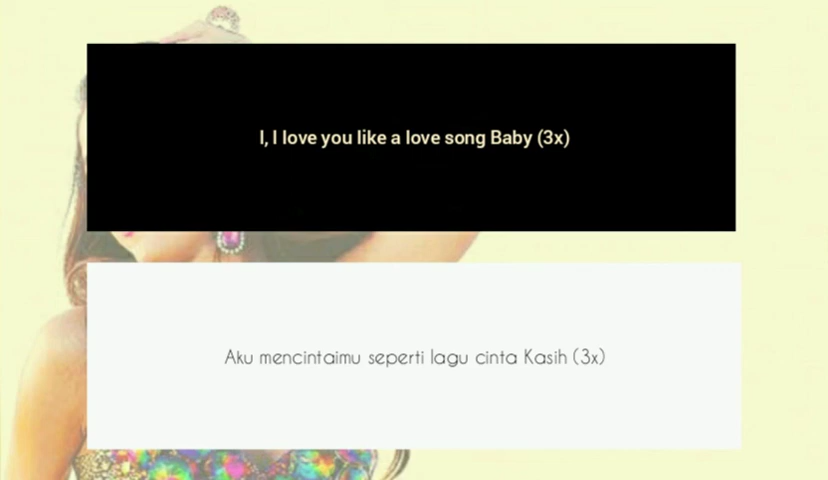 I, I love you like a love song Baby (3x)
Aku mencintaimu seperti lagu cinta Kasih (3x)